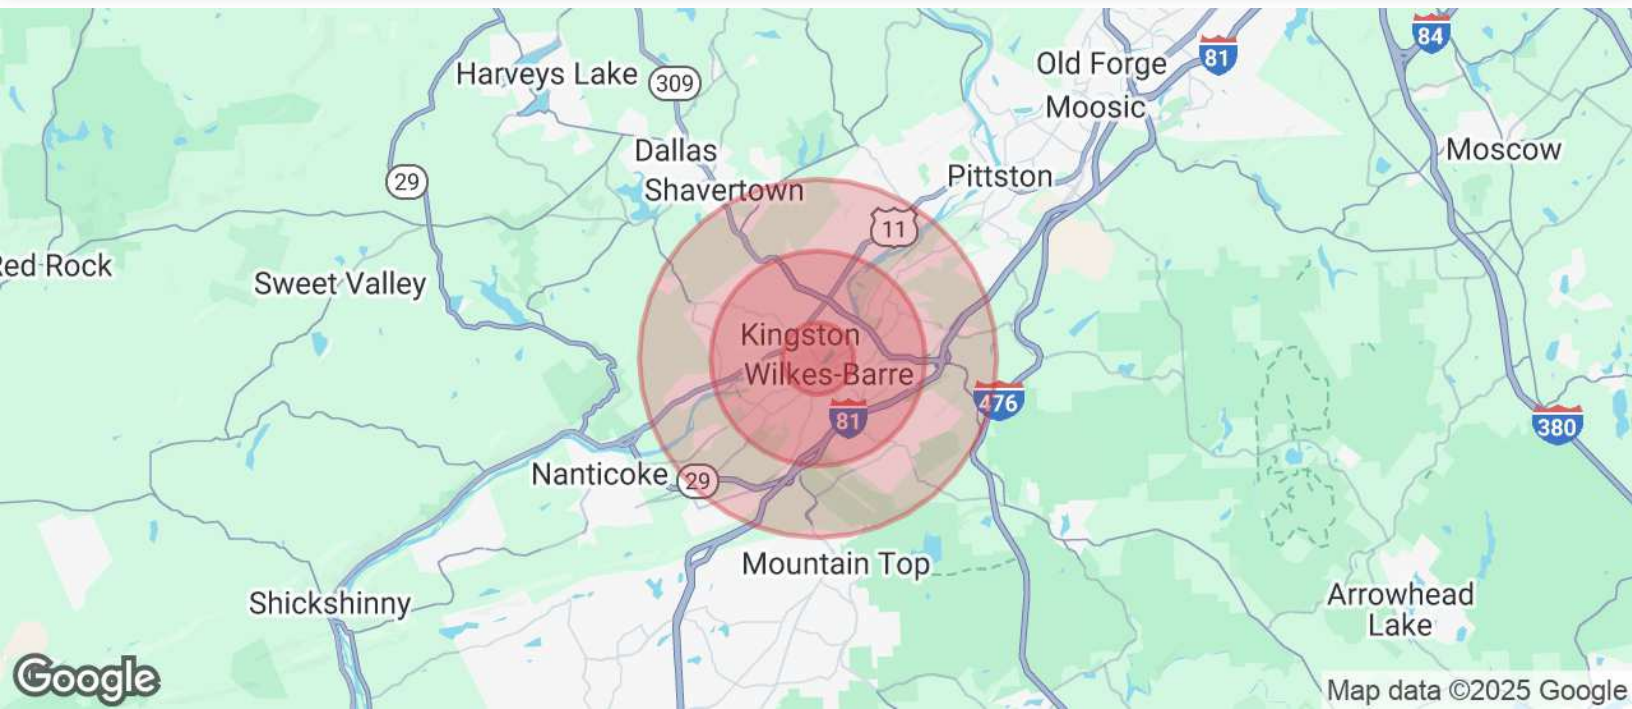 84
81
Old Forge
Harveys Lake
309
Moosic
Dallas
Moscow
Pittston
29
Shavertown
11
ed Rock
Sweet Valley
Kingston
Wilkes-Barre
476
81
380
Nanticoke
29
Mountain Top
Shickshinny
Arrowhead
Lake
Google
Map data ©2025 Google